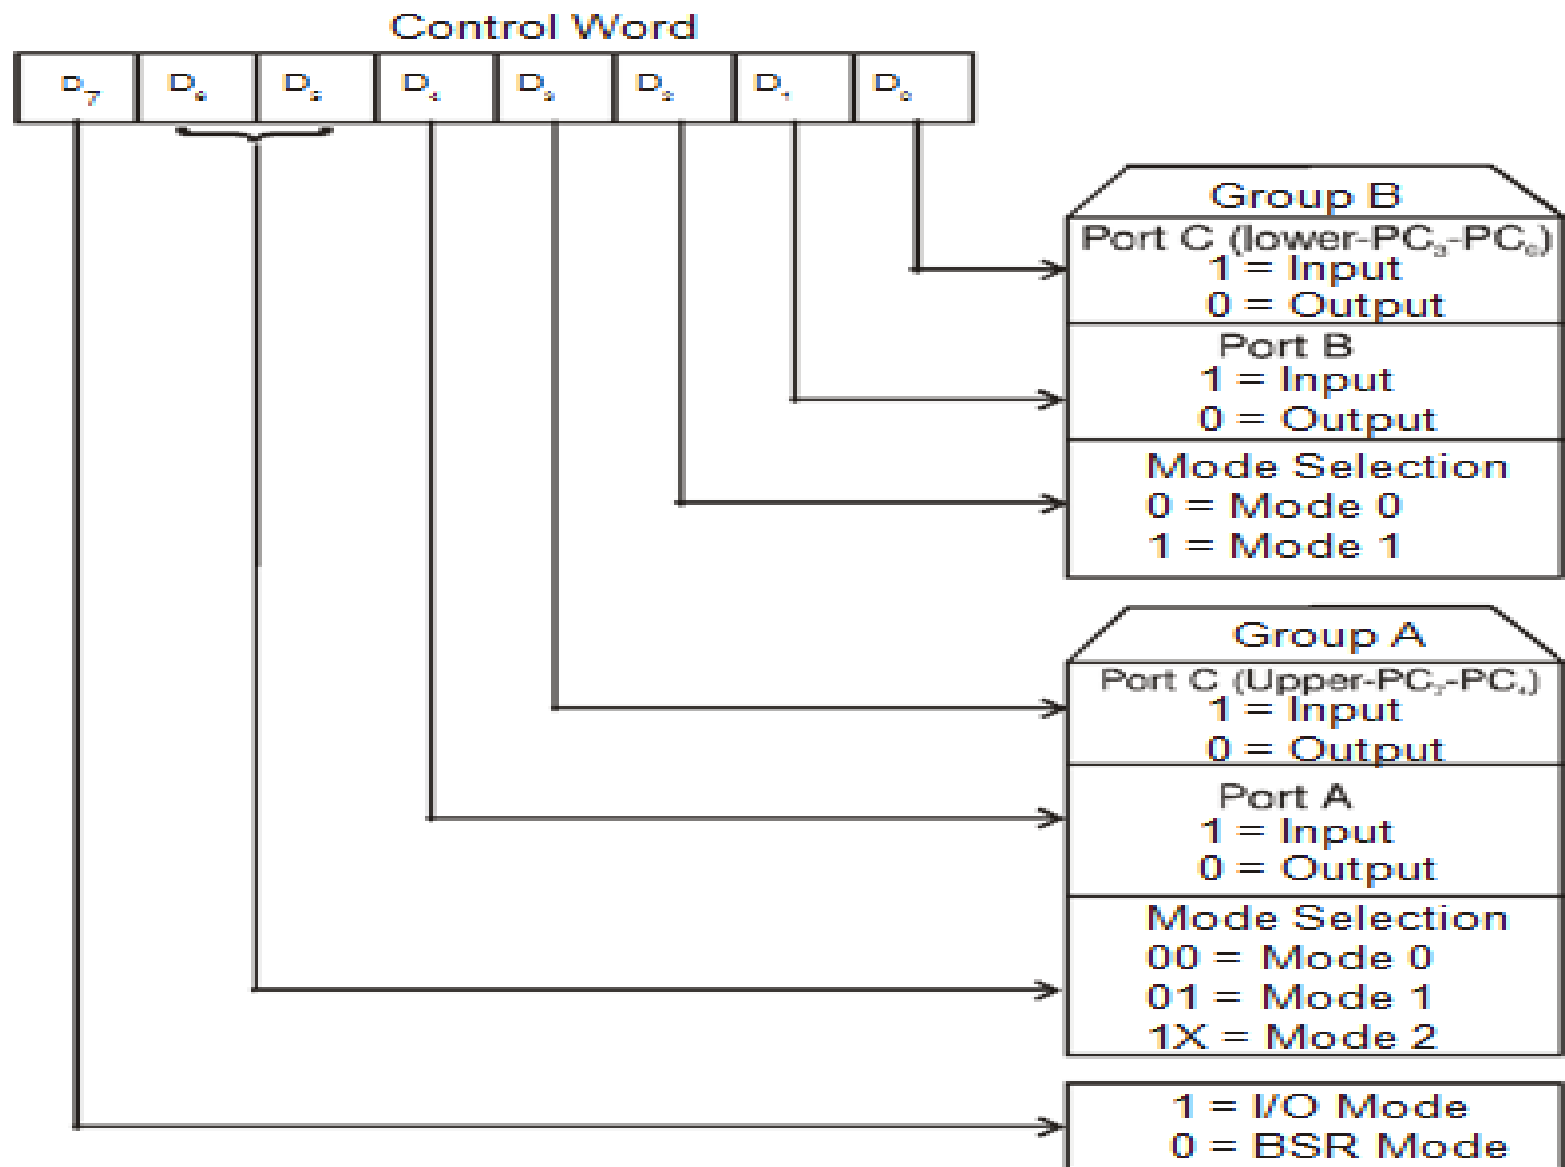 Control Word
D₇ D₆ D₅ D₄ D₃ D₂ D₁ D₀
Group B
Port C (lower-PC₃-PC₀)
1 = Input
0 = Output
Port B
1 = Input
0 = Output
Mode Selection
0 = Mode 0
1 = Mode 1
Group A
Port C (Upper-PC₇-PC₄)
1 = Input
0 = Output
Port A
1 = Input
0 = Output
Mode Selection
00 = Mode 0
01 = Mode 1
1X = Mode 2
1 = I/O Mode
0 = BSR Mode